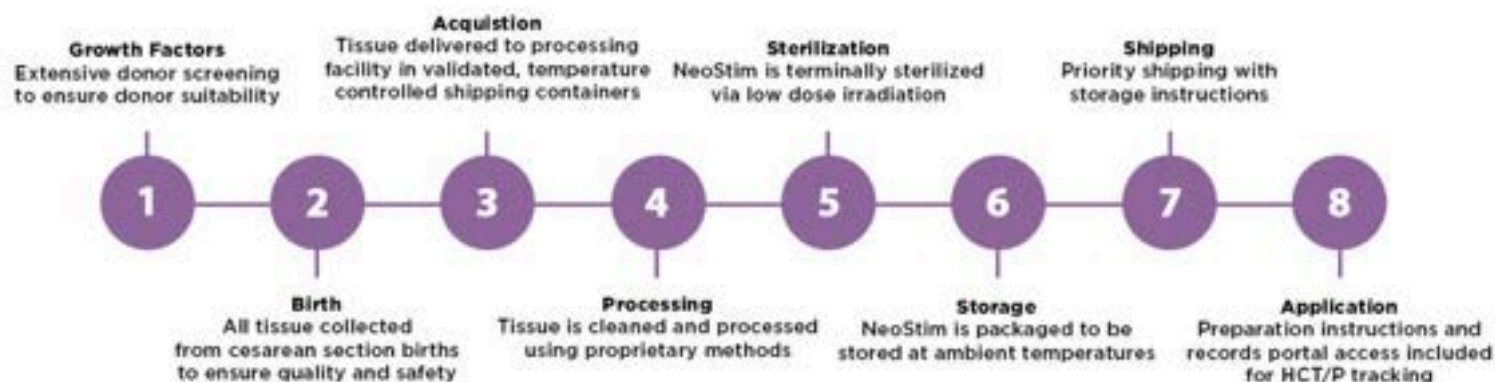 Growth Factors
Extensive donor screening
to ensure donor suitability
1
Birth
All tissue collected
from cesarean section births
to ensure quality and safety
2
Acquistion
Tissue delivered to processing
facility in validated, temperature
controlled shipping containers
3
Processing
Tissue is cleaned and processed
using proprietary methods
4
Sterilization
NeoStim is terminally sterilized
via low dose irradiation
5
Storage
NeoStim is packaged to be
stored at ambient temperatures
6
Shipping
Priority shipping with
storage instructions
7
Application
Preparation instructions and
records portal access included
for HCT/P tracking
8